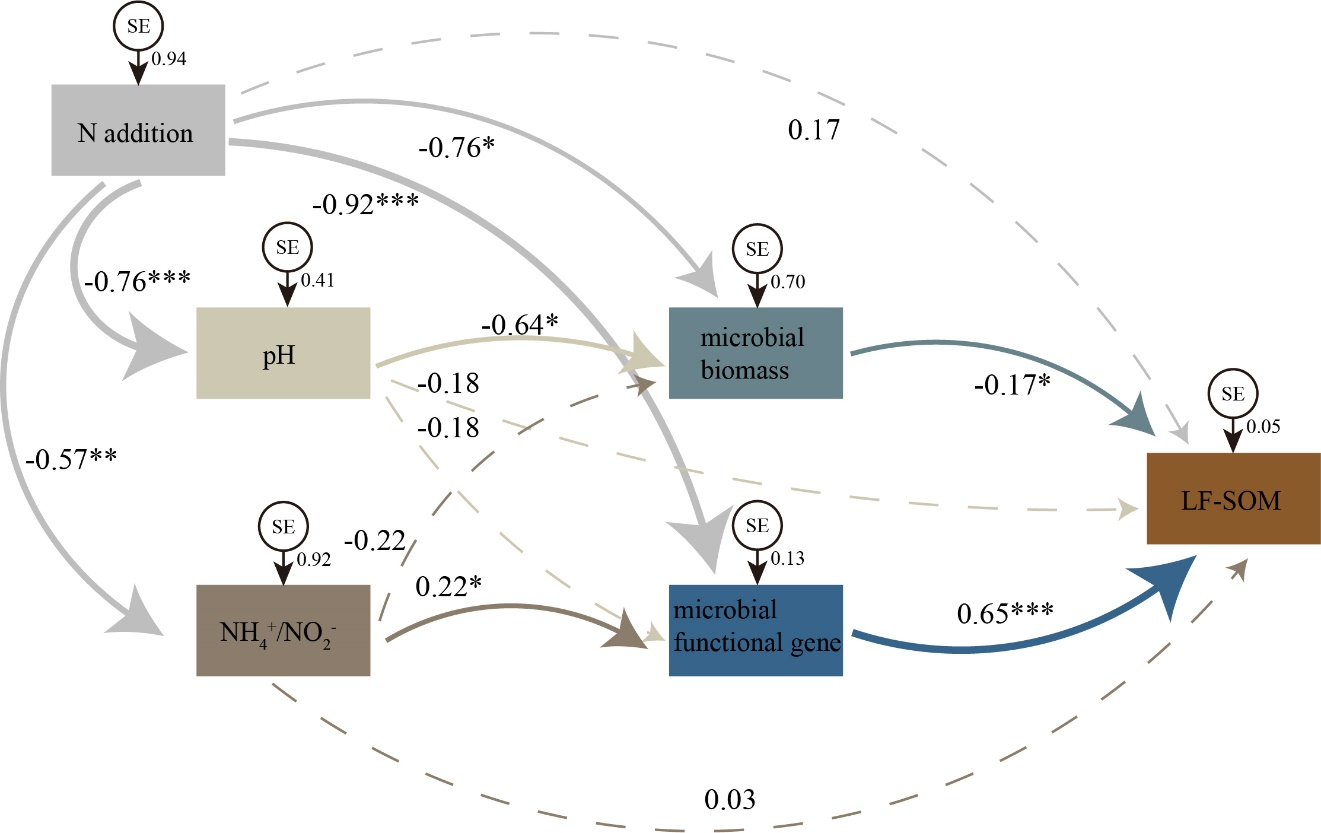 SE
0.94
N addition
0.17
-0.76*
-0.92***
SE
0.41
SE
0.70
-0.76***
pH
-0.64*
microbial
biomass
-0.18
-0.17*
SE
0.05
-0.18
-0.57**
LF-SOM
SE
0.92
-0.22
SE
0.13
0.22*
NH₄⁺/NO₂⁻
microbial
functional gene
0.65***
0.03